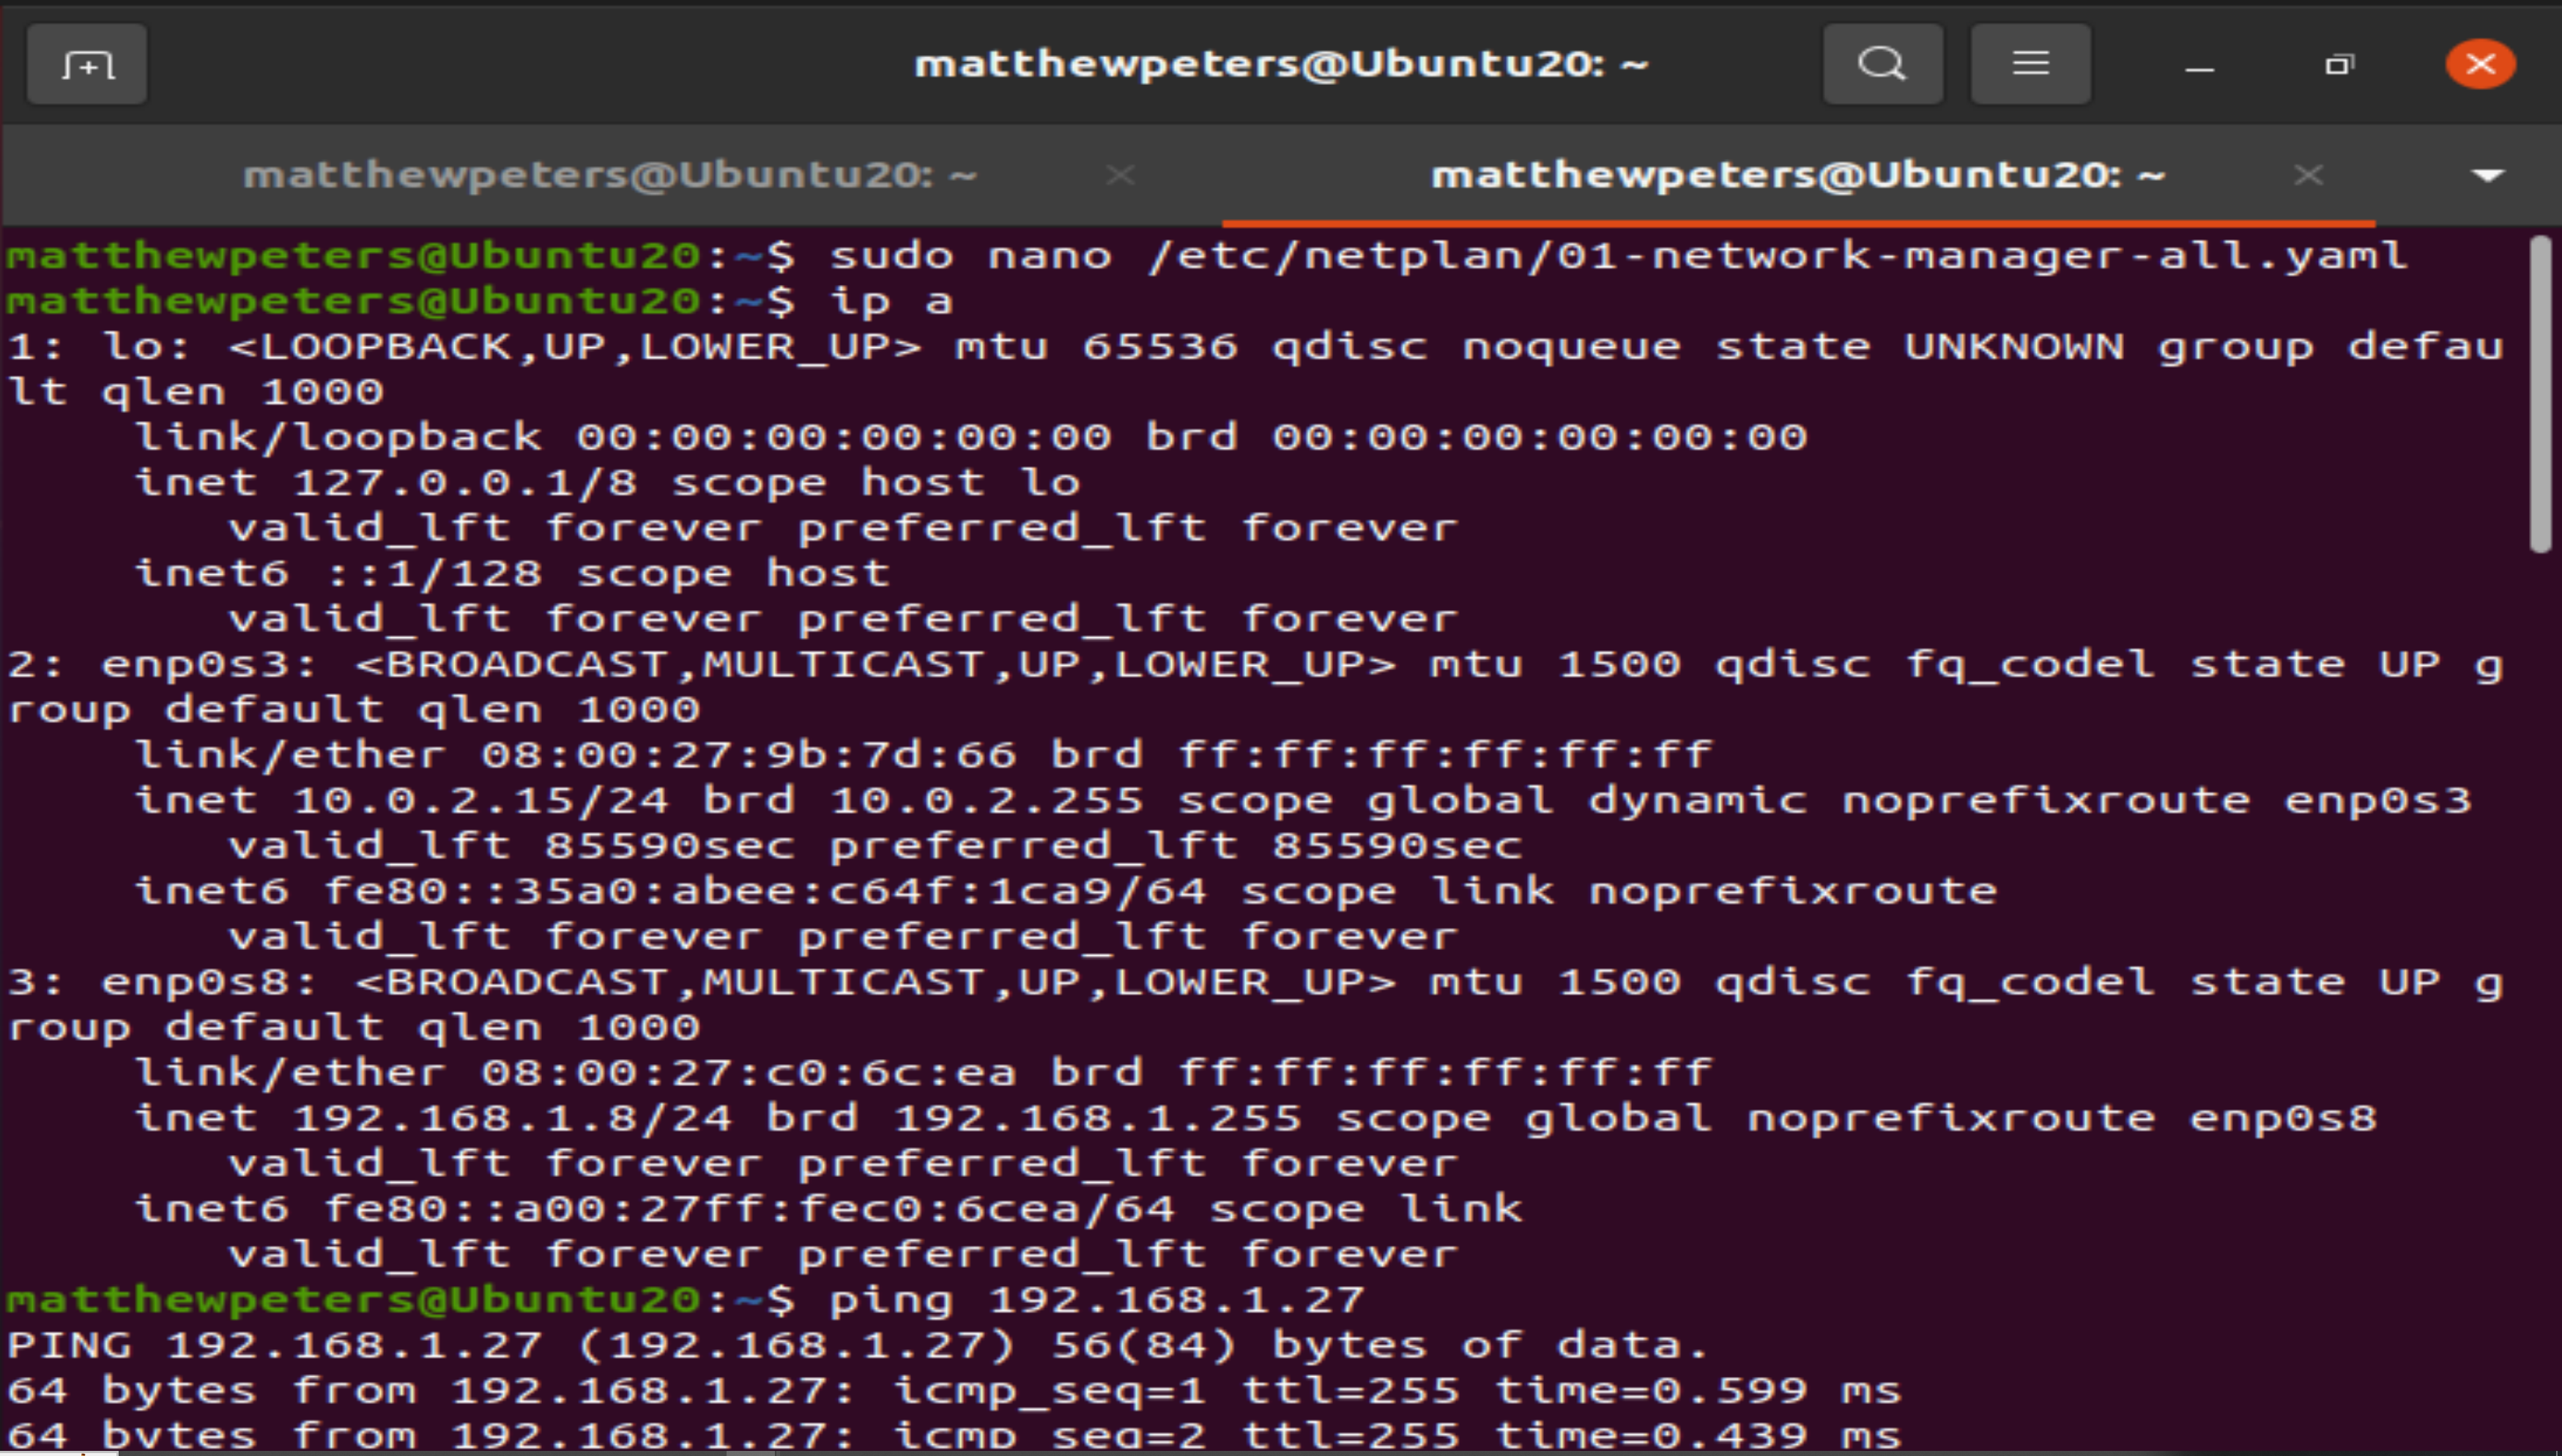 matthewpeters@Ubuntu20: ~
matthewpeters@Ubuntu20: ~
matthewpeters@Ubuntu20: ~
matthewpeters@Ubuntu20:~$ sudo nano /etc/netplan/01-network-manager-all.yaml
matthewpeters@Ubuntu20:~$ ip a
1: lo: <LOOPBACK,UP,LOWER_UP> mtu 65536 qdisc noqueue state UNKNOWN group defau
lt qlen 1000
    link/loopback 00:00:00:00:00:00 brd 00:00:00:00:00:00
    inet 127.0.0.1/8 scope host lo
       valid_lft forever preferred_lft forever
    inet6 ::1/128 scope host
       valid_lft forever preferred_lft forever
2: enp0s3: <BROADCAST,MULTICAST,UP,LOWER_UP> mtu 1500 qdisc fq_codel state UP g
roup default qlen 1000
    link/ether 08:00:27:9b:7d:66 brd ff:ff:ff:ff:ff:ff
    inet 10.0.2.15/24 brd 10.0.2.255 scope global dynamic noprefixroute enp0s3
       valid_lft 85590sec preferred_lft 85590sec
    inet6 fe80::35a0:abee:c64f:1ca9/64 scope link noprefixroute
       valid_lft forever preferred_lft forever
3: enp0s8: <BROADCAST,MULTICAST,UP,LOWER_UP> mtu 1500 qdisc fq_codel state UP g
roup default qlen 1000
    link/ether 08:00:27:c0:6c:ea brd ff:ff:ff:ff:ff:ff
    inet 192.168.1.8/24 brd 192.168.1.255 scope global noprefixroute enp0s8
       valid_lft forever preferred_lft forever
    inet6 fe80::a00:27ff:fec0:6cea/64 scope link
       valid_lft forever preferred_lft forever
matthewpeters@Ubuntu20:~$ ping 192.168.1.27
PING 192.168.1.27 (192.168.1.27) 56(84) bytes of data.
64 bytes from 192.168.1.27: icmp_seq=1 ttl=255 time=0.599 ms
64 bytes from 192.168.1.27: icmp_seq=2 ttl=255 time=0.439 ms